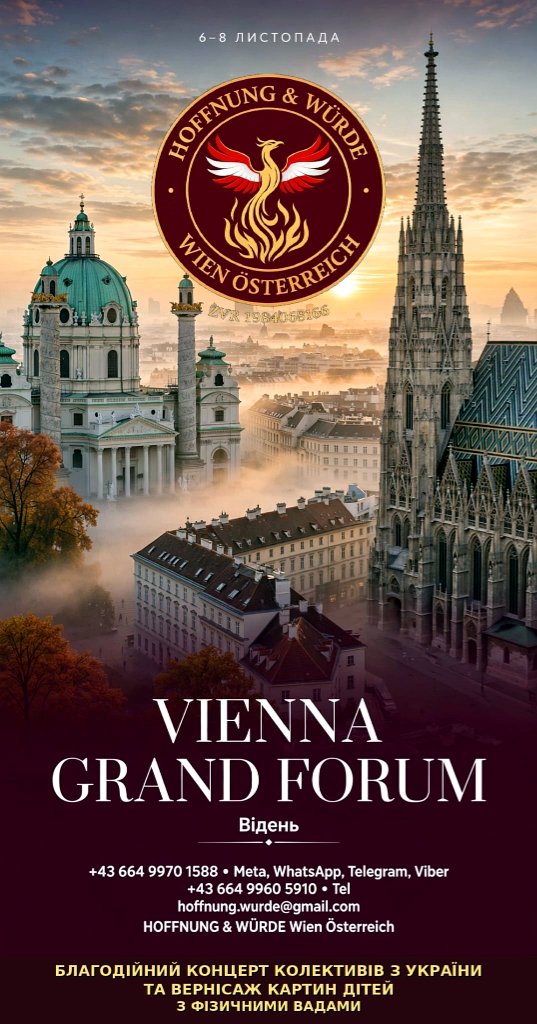 6–8 ЛИСТОПАДА
HOFFNUNG & WÜRDE
WIEN ÖSTERREICH
ZVR 1984068166
VIENNA
GRAND FORUM
Відень
+43 664 9970 1588 • Meta, WhatsApp, Telegram, Viber
+43 664 9960 5910 • Tel
hoffnung.wurde@gmail.com
HOFFNUNG & WÜRDE Wien Österreich
БЛАГОДІЙНИЙ КОНЦЕРТ КОЛЕКТИВІВ З УКРАЇНИ
ТА ВЕРНІСАЖ КАРТИН ДІТЕЙ
З ФІЗИЧНИМИ ВАДАМИ